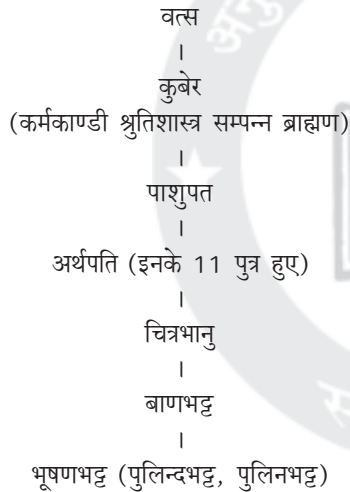 वत्स
।
कुबेर
(कर्मकाण्डी श्रुतिशास्त्र सम्पन्न ब्राह्मण)
।
पाशुपत
।
अर्थपति (इनके 11 पुत्र हुए)
।
चित्रभानु
।
बाणभट्ट
।
भूषणभट्ट (पुलिन्दभट्ट, पुलिनभट्ट)